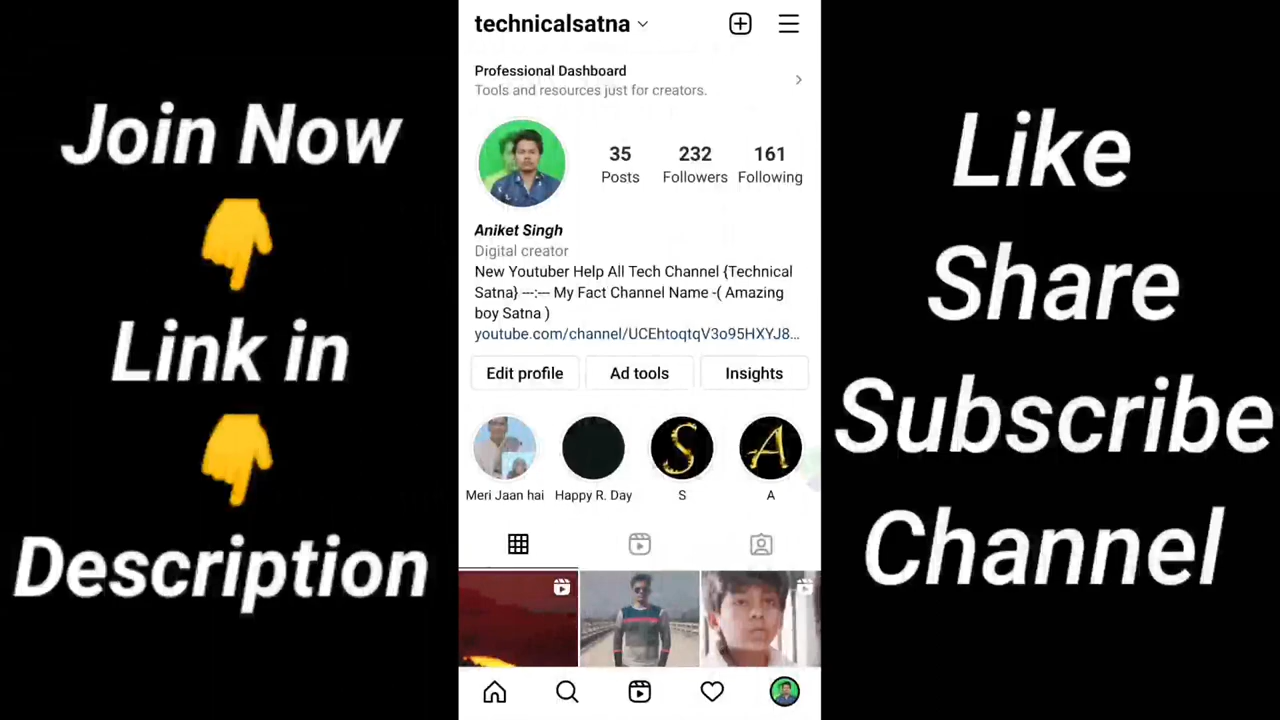 Join Now
Link in
Description
technicalsatna
Professional Dashboard
Tools and resources just for creators.
35 232 161
Posts Followers Following
Aniket Singh
Digital creator
New Youtuber Help All Tech Channel {Technical
Satna} ---:--- My Fact Channel Name -( Amazing
boy Satna )
youtube.com/channel/UCEhtoqtqV3o95HXYJ8...
Edit profile Ad tools Insights
S A
Meri Jaan hai Happy R. Day S A
Like
Share
Subscribe
Channel